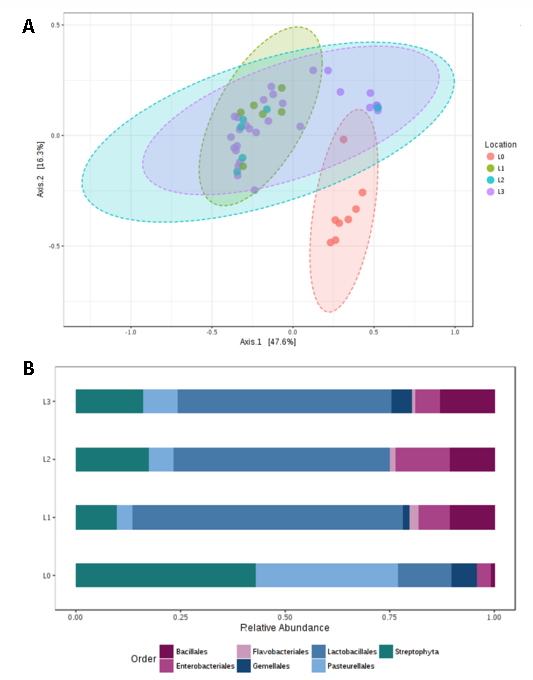 A
0.5
0.0
-0.5
Axis.2 [16.3%]
-1.0 -0.5 0.0 0.5 1.0
Axis.1 [47.6%]
Location
L0
L1
L2
L3
B
L3
L2
L1
L0
0.00 0.25 0.50 0.75 1.00
Relative Abundance
Order
Bacillales Flavobacteriales Lactobacillales Streptophyta
Enterobacteriales Gemellales Pasteurellales